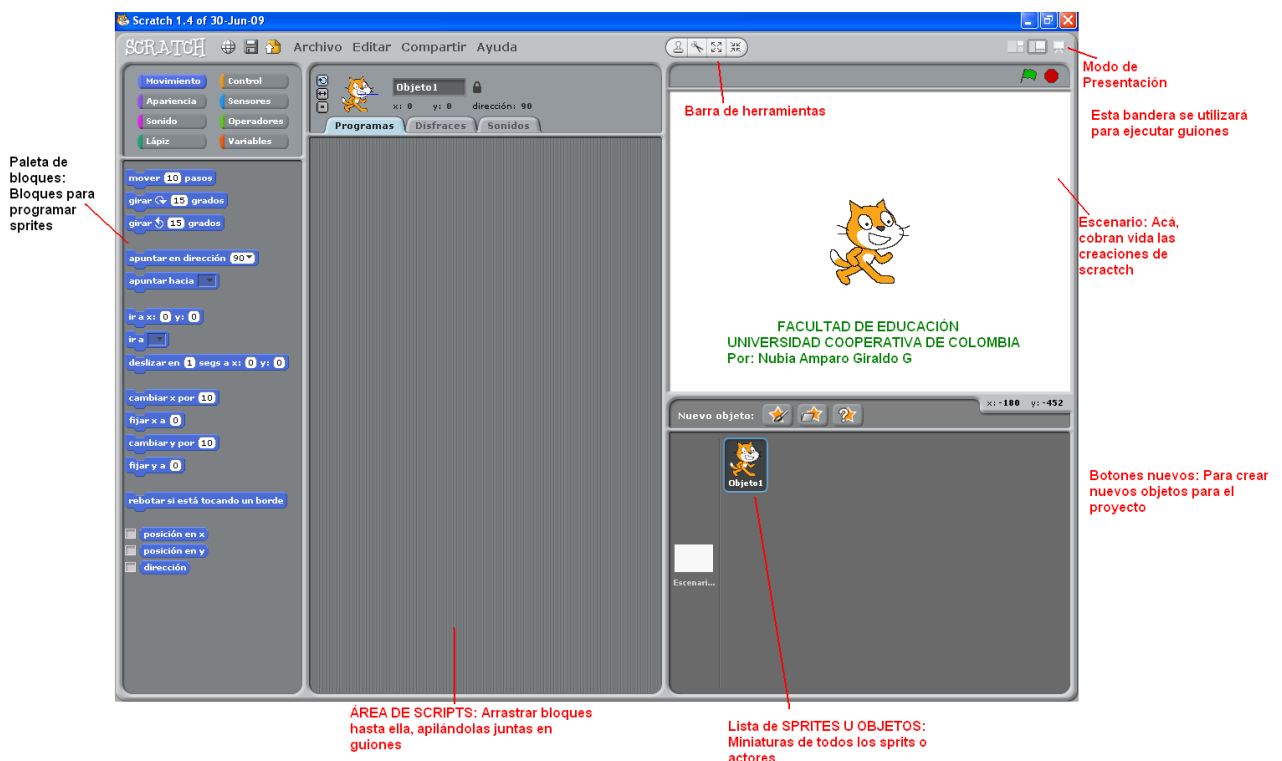 Scratch 1.4 of 30-Jun-09
SCRATCH Archivo Editar Compartir Ayuda
Modo de
Presentación
Movimiento Control
Apariencia Sensores
Sonido Operadores
Lápiz Variables
Objeto1
x: 0 y: 0 dirección: 90
Programas Disfraces Sonidos
Barra de herramientas
Esta bandera se utilizará
para ejecutar guiones
Paleta de
bloques:
Bloques para
programar
sprites
mover 10 pasos
girar 15 grados
girar 15 grados
apuntar en dirección 90
apuntar hacia
ir a x: 0 y: 0
ir a
deslizar en 1 segs a x: 0 y: 0
cambiar x por 10
fijar x a 0
cambiar y por 10
fijar y a 0
rebotar si está tocando un borde
posición en x
posición en y
dirección
Escenario: Acá,
cobran vida las
creaciones de
scractch
FACULTAD DE EDUCACIÓN
UNIVERSIDAD COOPERATIVA DE COLOMBIA
Por: Nubia Amparo Giraldo G
x: -180 y: -452
Nuevo objeto:
Objeto1
Escenari...
Botones nuevos: Para crear
nuevos objetos para el
proyecto
ÁREA DE SCRIPTS: Arrastrar bloques
hasta ella, apilándolas juntas en
guiones
Lista de SPRITES U OBJETOS:
Miniaturas de todos los sprits o
actores